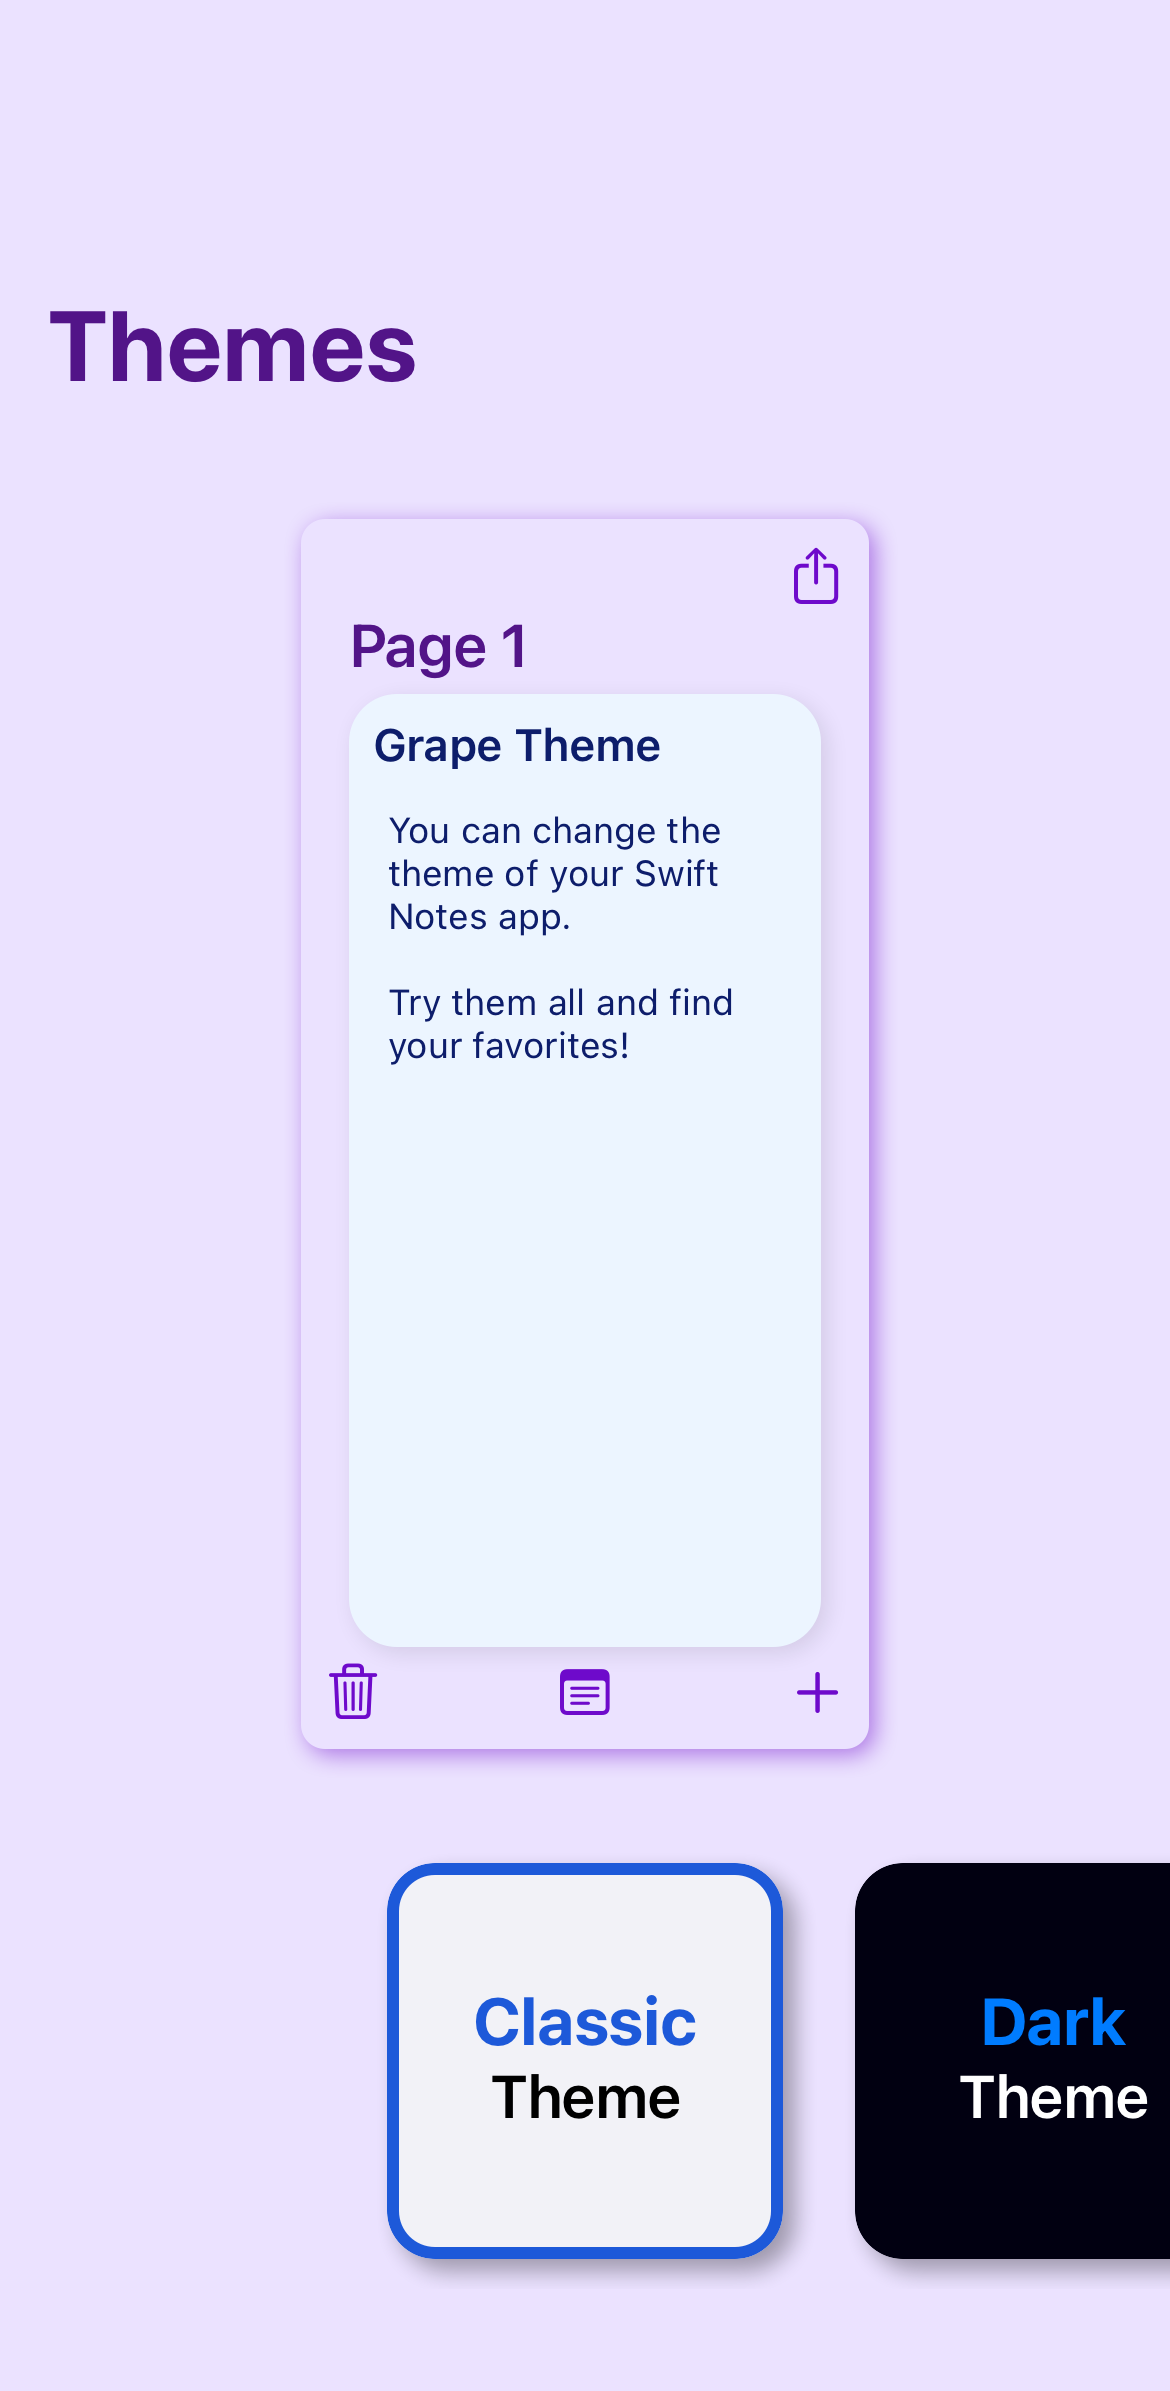 Themes
Page 1
Grape Theme
You can change the
theme of your Swift
Notes app.
Try them all and find
your favorites!
Classic
Theme
Dark
Theme